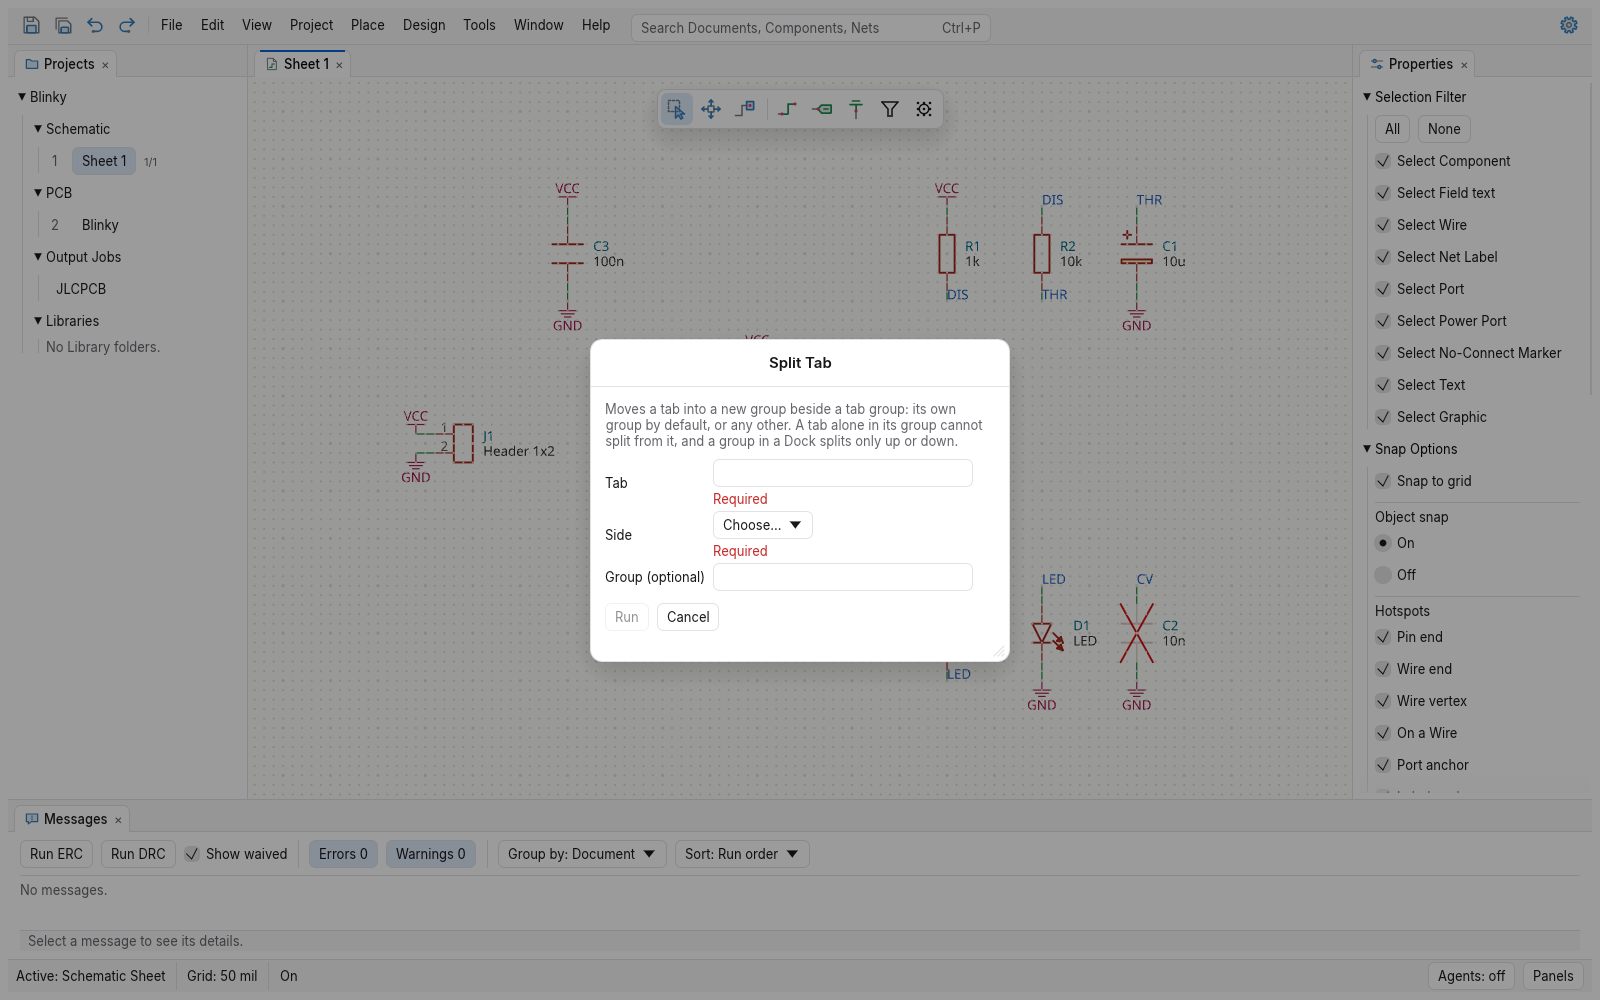 File Edit View Project Place Design Tools Window Help Search Documents, Components, Nets Ctrl+P
Projects × Sheet 1 × Properties ×
Blinky
Schematic
1 Sheet 1 1/1
PCB
2 Blinky
Output Jobs
JLCPCB
Libraries
No Library folders.
VCC
C3
100n
GND
VCC
R1
1k
DIS
DIS
R2
10k
THR
THR
C1
10u
GND
VCC
VCC
1
2
J1
Header 1x2
GND
Split Tab
Moves a tab into a new group beside a tab group: its own
group by default, or any other. A tab alone in its group cannot
split from it, and a group in a Dock splits only up or down.
Tab
Required
Side Choose...
Required
Group (optional)
Run Cancel
LED
LED
D1
LED
GND
CV
C2
10n
GND
Selection Filter
All None
Select Component
Select Field text
Select Wire
Select Net Label
Select Port
Select Power Port
Select No-Connect Marker
Select Text
Select Graphic
Snap Options
Snap to grid
Object snap
On
Off
Hotspots
Pin end
Wire end
Wire vertex
On a Wire
Port anchor
Messages ×
Run ERC Run DRC Show waived Errors 0 Warnings 0 Group by: Document Sort: Run order
No messages.
Select a message to see its details.
Active: Schematic Sheet Grid: 50 mil On Agents: off Panels